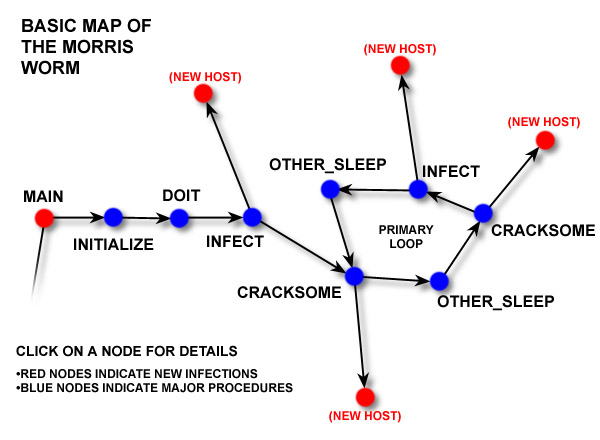 BASIC MAP OF
THE MORRIS
WORM
(NEW HOST)
(NEW HOST)
(NEW HOST)
OTHER_SLEEP
INFECT
MAIN
DOIT
PRIMARY
LOOP
CRACKSOME
INITIALIZE
INFECT
CRACKSOME
OTHER_SLEEP
CLICK ON A NODE FOR DETAILS
•RED NODES INDICATE NEW INFECTIONS
•BLUE NODES INDICATE MAJOR PROCEDURES
(NEW HOST)